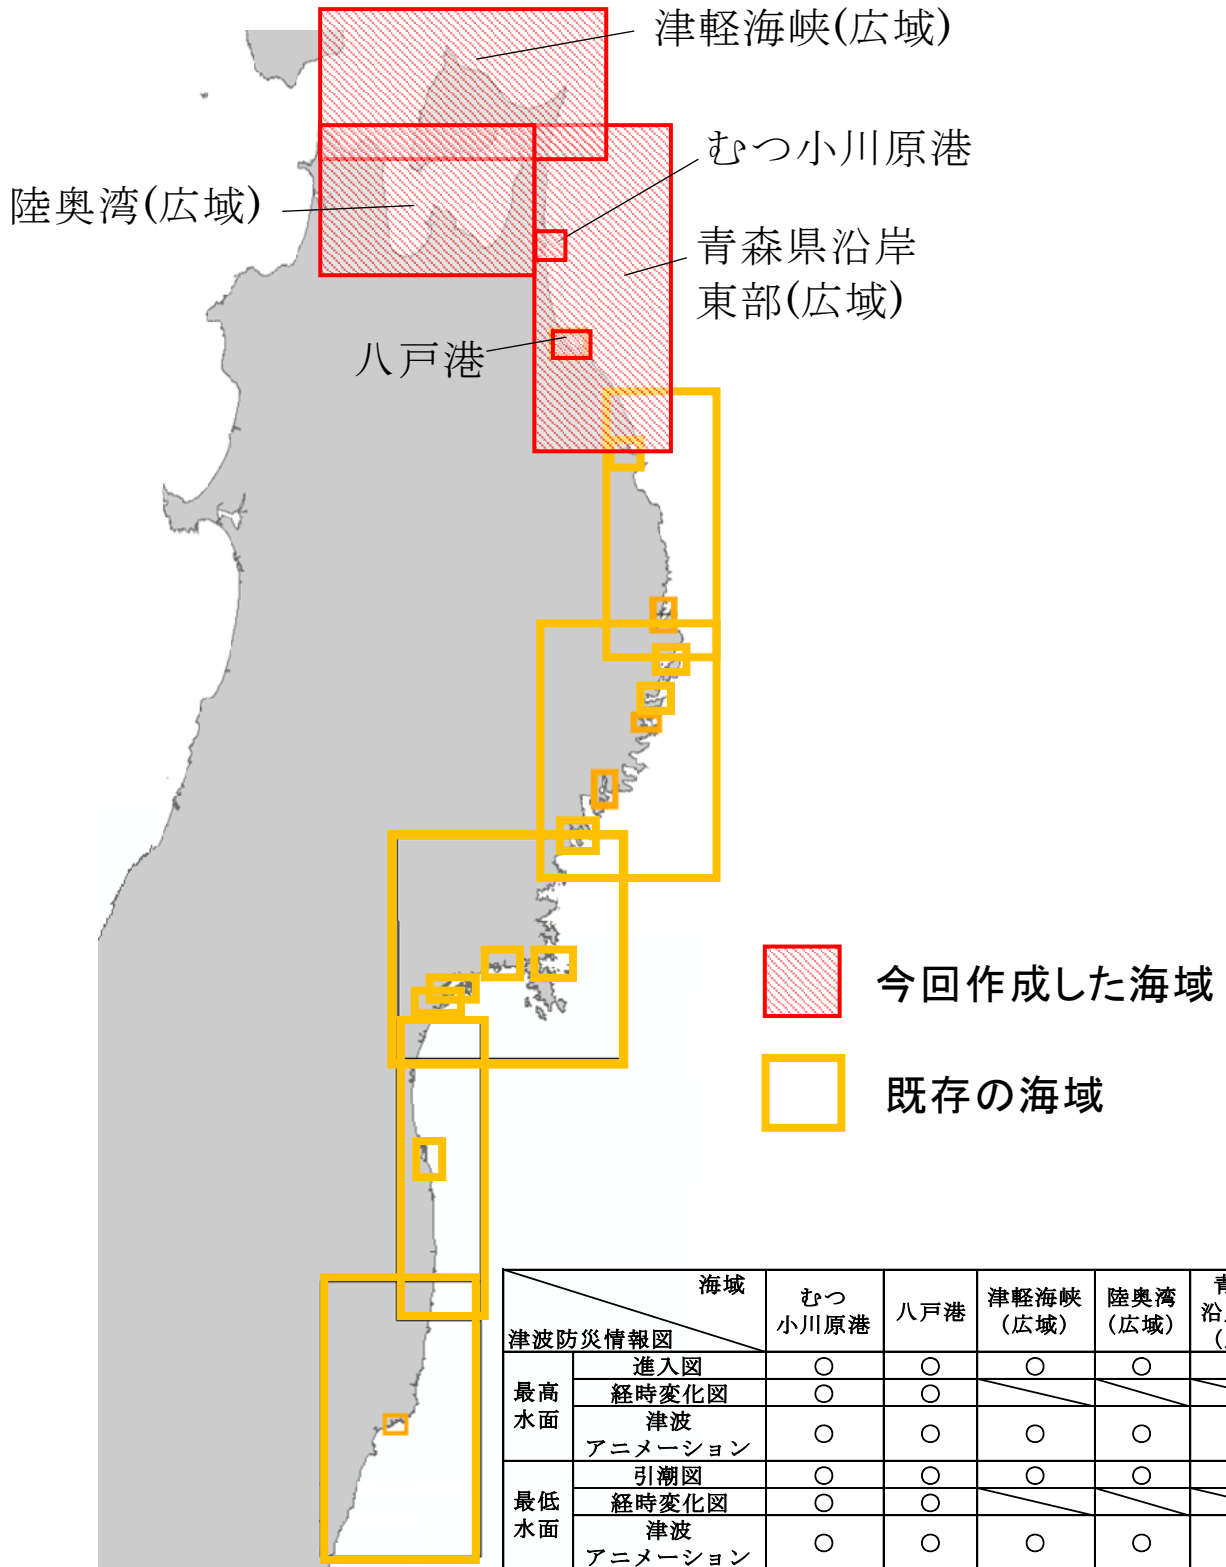 津軽海峡(広域)
むつ小川原港
陸奥湾(広域)
青森県沿岸
東部(広域)
八戸港
今回作成した海域
既存の海域
海域
津波防災情報図
むつ
小川原港
八戸港
津軽海峡
(広域)
陸奥湾
(広域)
青
沿
最高
水面
進入図
○ ○ ○ ○
経時変化図
○ ○
津波
アニメーション
○ ○ ○ ○
最低
水面
引潮図
○ ○ ○ ○
経時変化図
○ ○
津波
アニメーション
○ ○ ○ ○